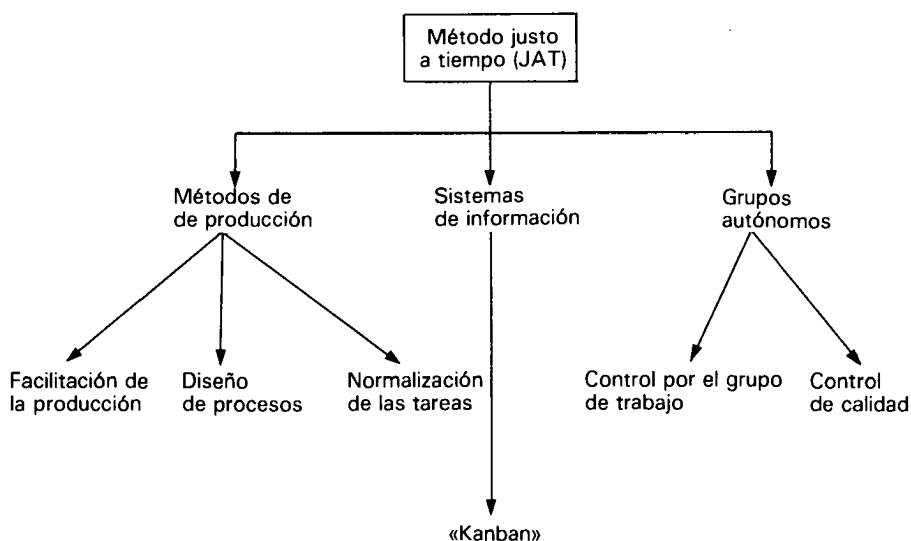 Método justo
a tiempo (JAT)
Métodos de
de producción
Sistemas
de información
Grupos
autónomos
Facilitación de
la producción
Diseño
de procesos
Normalización
de las tareas
Control por el grupo
de trabajo
Control
de calidad
«Kanban»